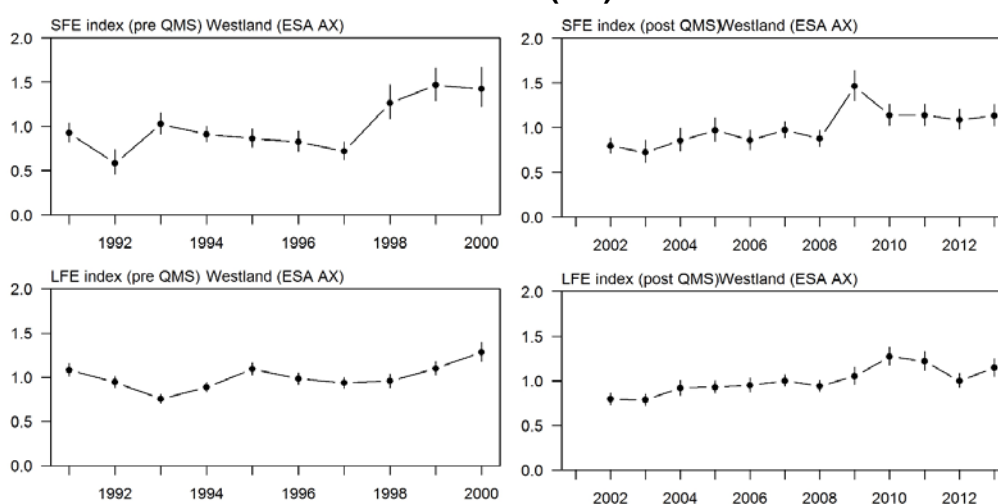 SFE index (pre QMS) Westland (ESA AX)
2.0
1.5
1.0
0.5
0.0
1992 1994 1996 1998 2000
SFE index (post QMS)Westland (ESA AX)
2.0
1.5
1.0
0.5
0.0
2002 2004 2006 2008 2010 2012
LFE index (pre QMS) Westland (ESA AX)
2.0
1.5
1.0
0.5
0.0
1992 1994 1996 1998 2000
LFE index (post QMS)Westland (ESA AX)
2.0
1.5
1.0
0.5
0.0
2002 2004 2006 2008 2010 2012